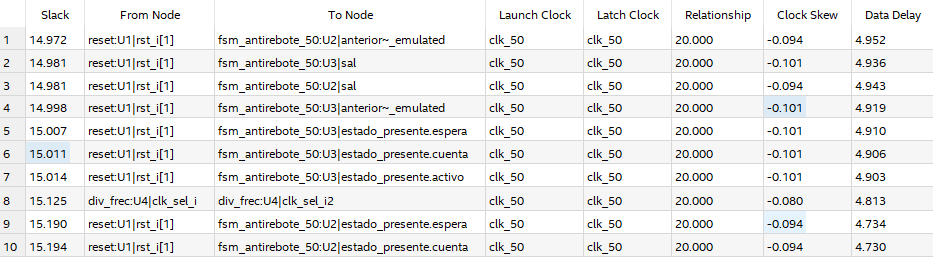 Slack From Node To Node Launch Clock Latch Clock Relationship Clock Skew Data Delay
1 14.972 reset:U1|rst_i[1] fsm_antirebote_50:U2|anterior~_emulated clk_50 clk_50 20.000 -0.094 4.952
2 14.981 reset:U1|rst_i[1] fsm_antirebote_50:U3|sal clk_50 clk_50 20.000 -0.101 4.936
3 14.981 reset:U1|rst_i[1] fsm_antirebote_50:U2|sal clk_50 clk_50 20.000 -0.094 4.943
4 14.998 reset:U1|rst_i[1] fsm_antirebote_50:U3|anterior~_emulated clk_50 clk_50 20.000 -0.101 4.919
5 15.007 reset:U1|rst_i[1] fsm_antirebote_50:U3|estado_presente.espera clk_50 clk_50 20.000 -0.101 4.910
6 15.011 reset:U1|rst_i[1] fsm_antirebote_50:U3|estado_presente.cuenta clk_50 clk_50 20.000 -0.101 4.906
7 15.014 reset:U1|rst_i[1] fsm_antirebote_50:U3|estado_presente.activo clk_50 clk_50 20.000 -0.101 4.903
8 15.125 div_frec:U4|clk_sel_i div_frec:U4|clk_sel_i2 clk_50 clk_50 20.000 -0.080 4.813
9 15.190 reset:U1|rst_i[1] fsm_antirebote_50:U2|estado_presente.espera clk_50 clk_50 20.000 -0.094 4.734
10 15.194 reset:U1|rst_i[1] fsm_antirebote_50:U2|estado_presente.cuenta clk_50 clk_50 20.000 -0.094 4.730